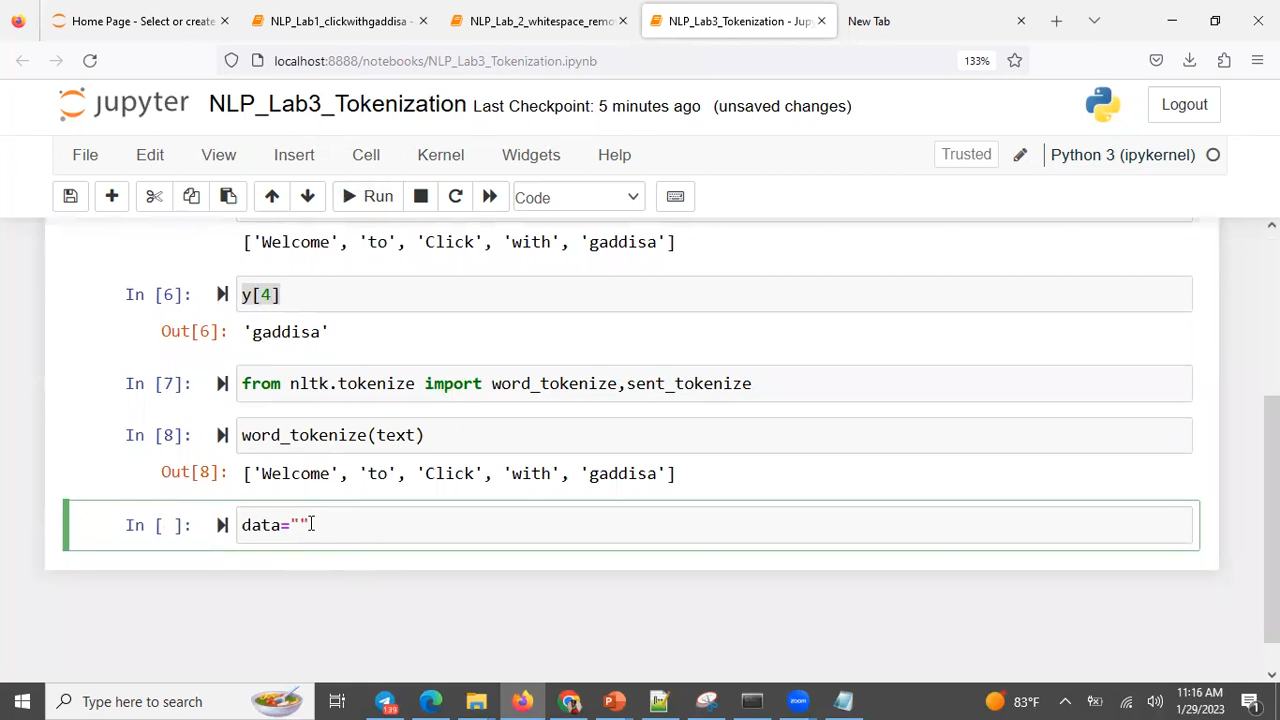 Home Page - Select or create
NLP_Lab1_clickwithgaddisa -
NLP_Lab_2_whitespace_remo
NLP_Lab3_Tokenization - Jup
New Tab
localhost:8888/notebooks/NLP_Lab3_Tokenization.ipynb
133%
jupyter NLP_Lab3_Tokenization Last Checkpoint: 5 minutes ago (unsaved changes)
Logout
File Edit View Insert Cell Kernel Widgets Help
Trusted
Python 3 (ipykernel)
Run
Code
['Welcome', 'to', 'Click', 'with', 'gaddisa']
In [6]: y[4]
Out[6]: 'gaddisa'
In [7]: from nltk.tokenize import word_tokenize,sent_tokenize
In [8]: word_tokenize(text)
Out[8]: ['Welcome', 'to', 'Click', 'with', 'gaddisa']
In [ ]: data=""
Type here to search
139
83°F
11:16 AM
1/29/2023
1